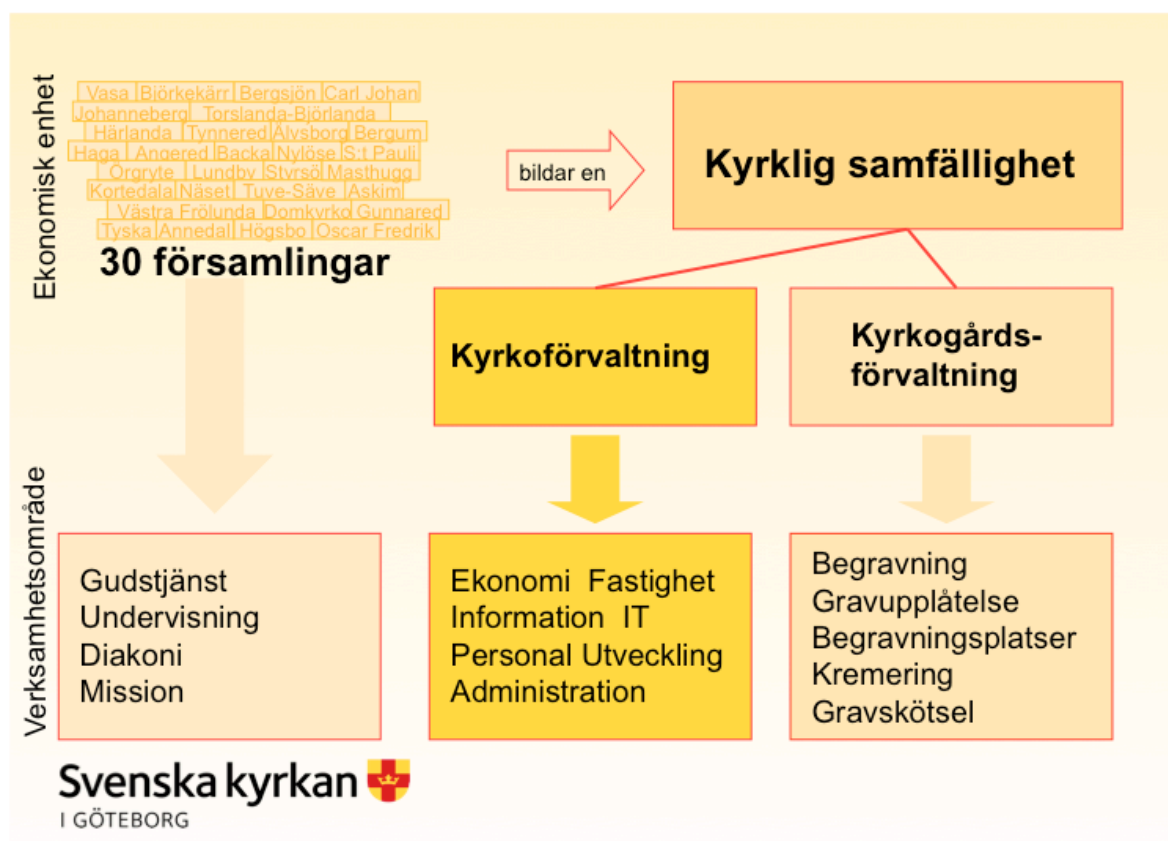 Ekonomisk enhet
Vasa Björkekärr Bergsjön Carl Johan
Johanneberg Torslanda-Björlanda
Härlanda Tynnered Älvsborg Bergum
Haga Angered Backa Nylöse S:t Pauli
Örgryte Lundby Styrsö Masthugg
Kortedala Näset Tuve-Säve Askim
Västra Frölunda Domkyrko Gunnared
Tyska Annedal Högsbo Oscar Fredrik
30 församlingar
bildar en
Kyrklig samfällighet
Kyrkoförvaltning
Kyrkogårds-
förvaltning
Verksamhetsområde
Gudstjänst
Undervisning
Diakoni
Mission
Ekonomi Fastighet
Information IT
Personal Utveckling
Administration
Begravning
Gravupplåtelse
Begravningsplatser
Kremering
Gravskötsel
Svenska kyrkan
I GÖTEBORG